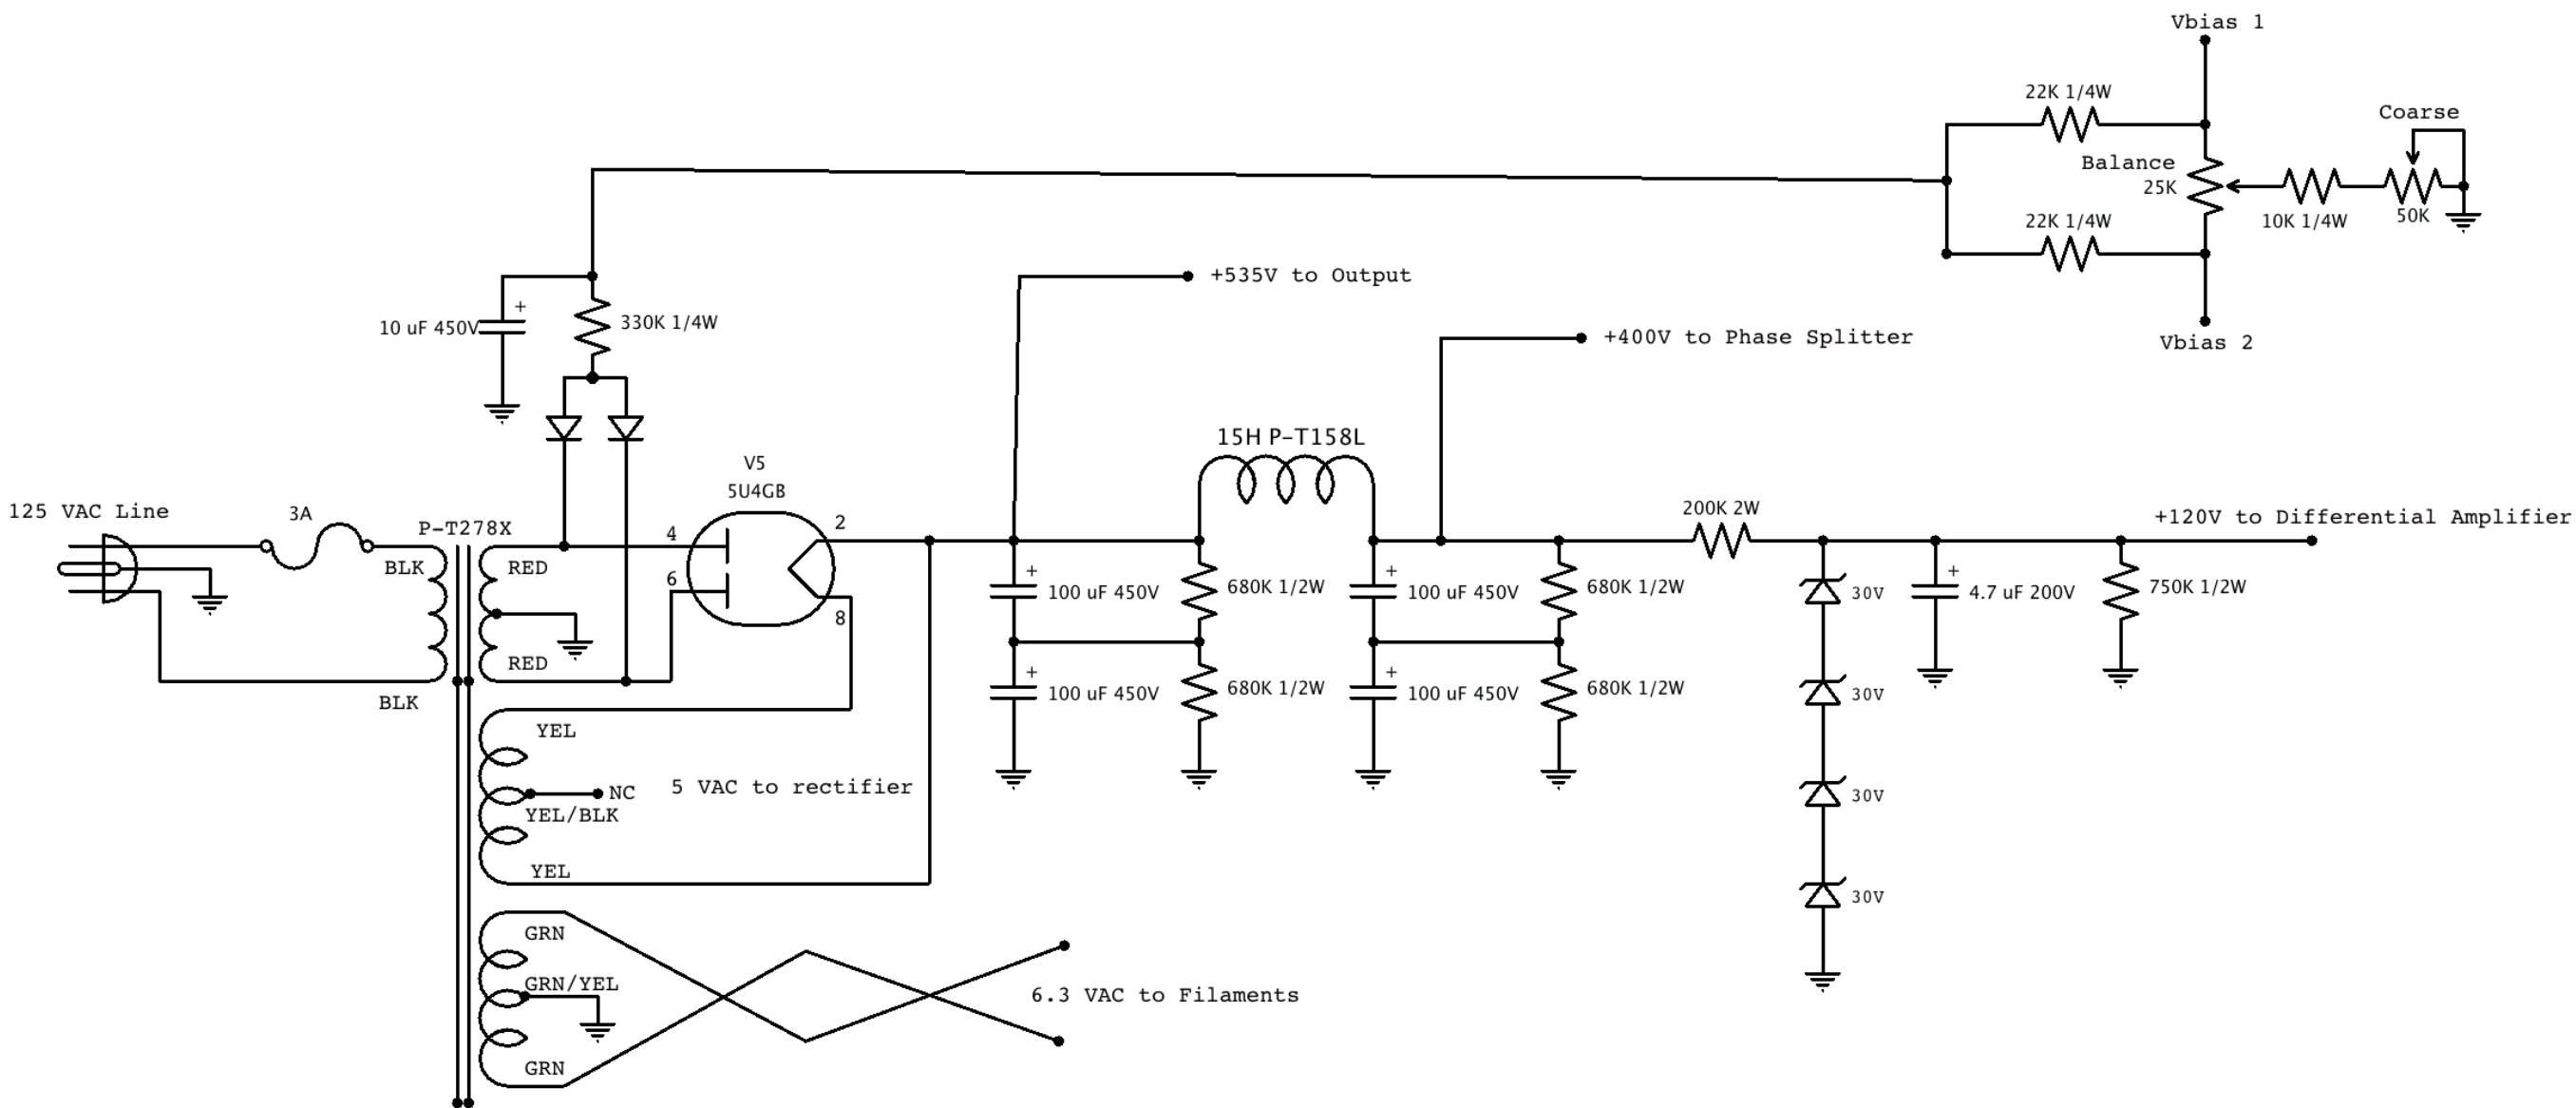 Vbias 1
22K 1/4W
Coarse
Balance
25K
22K 1/4W
10K 1/4W
50K
+535V to Output
+
10 uF 450V
330K 1/4W
+400V to Phase Splitter
Vbias 2
15H P-T158L
V5
5U4GB
125 VAC Line
3A
P-T278X
200K 2W
+120V to Differential Amplifier
4
2
BLK
RED
6
8
+
100 uF 450V
680K 1/2W
+
100 uF 450V
680K 1/2W
30V
+
4.7 uF 200V
750K 1/2W
RED
BLK
+
100 uF 450V
680K 1/2W
+
100 uF 450V
680K 1/2W
30V
YEL
NC
5 VAC to rectifier
YEL/BLK
30V
YEL
30V
GRN
GRN/YEL
6.3 VAC to Filaments
GRN